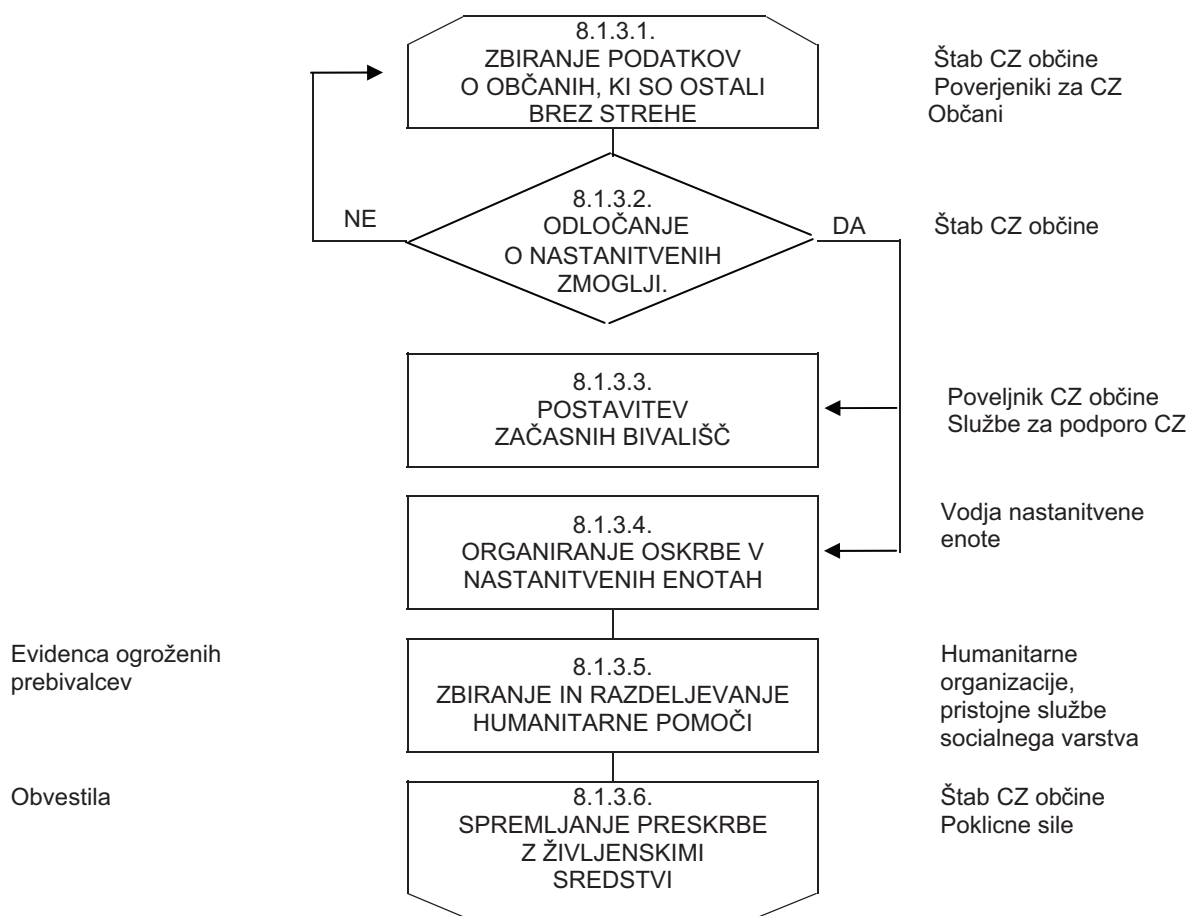 8.1.3.1.
ZBIRANJE PODATKOV
O OBČANIH, KI SO OSTALI
BREZ STREHE
Štab CZ občine
Poverjeniki za CZ
Občani
NE
8.1.3.2.
ODLOČANJE
O NASTANITVENIH
ZMOGLJI.
DA
Štab CZ občine
8.1.3.3.
POSTAVITEV
ZAČASNIH BIVALIŠČ
Poveljnik CZ občine
Službe za podporo CZ
8.1.3.4.
ORGANIRANJE OSKRBE V
NASTANITVENIH ENOTAH
Vodja nastanitvene
enote
Evidenca ogroženih
prebivalcev
8.1.3.5.
ZBIRANJE IN RAZDELJEVANJE
HUMANITARNE POMOČI
Humanitarne
organizacije,
pristojne službe
socialnega varstva
Obvestila
8.1.3.6.
SPREMLJANJE PRESKRBE
Z ŽIVLJENSKIMI
SREDSTVI
Štab CZ občine
Poklicne sile